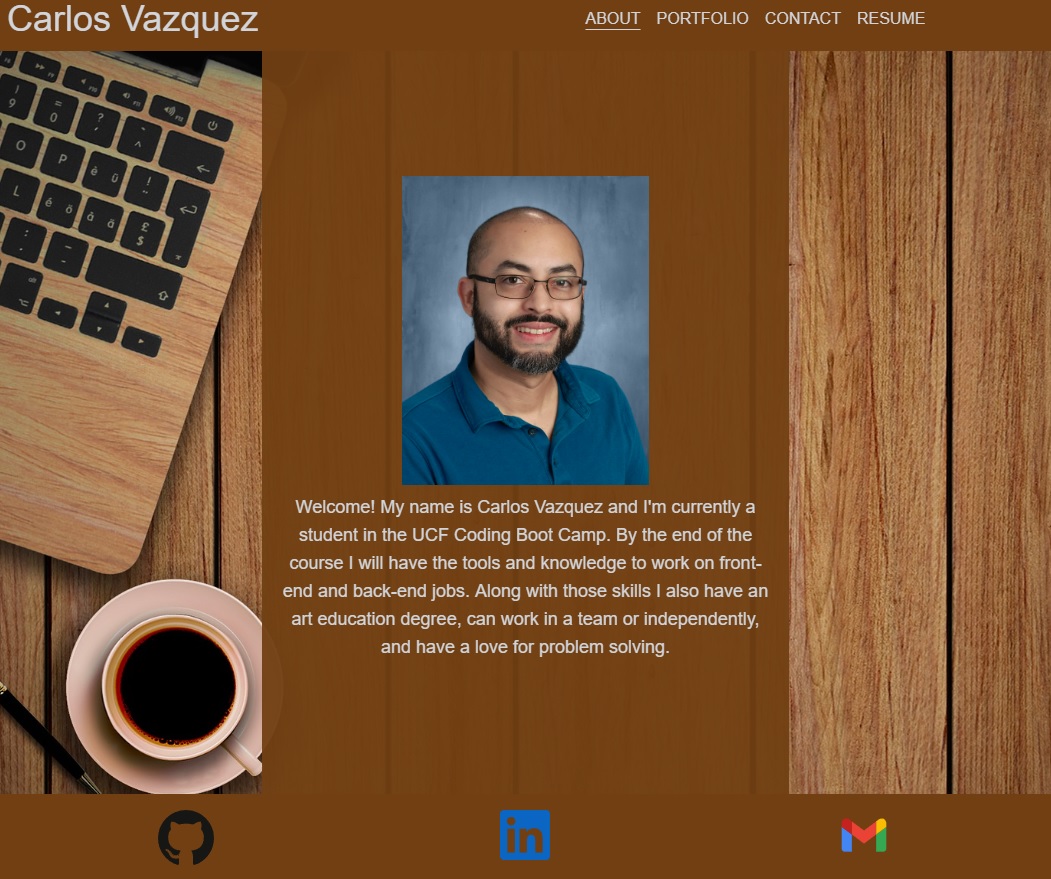 Carlos Vazquez
ABOUT PORTFOLIO CONTACT RESUME
Welcome! My name is Carlos Vazquez and I'm currently a
student in the UCF Coding Boot Camp. By the end of the
course I will have the tools and knowledge to work on front-
end and back-end jobs. Along with those skills I also have an
art education degree, can work in a team or independently,
and have a love for problem solving.
in